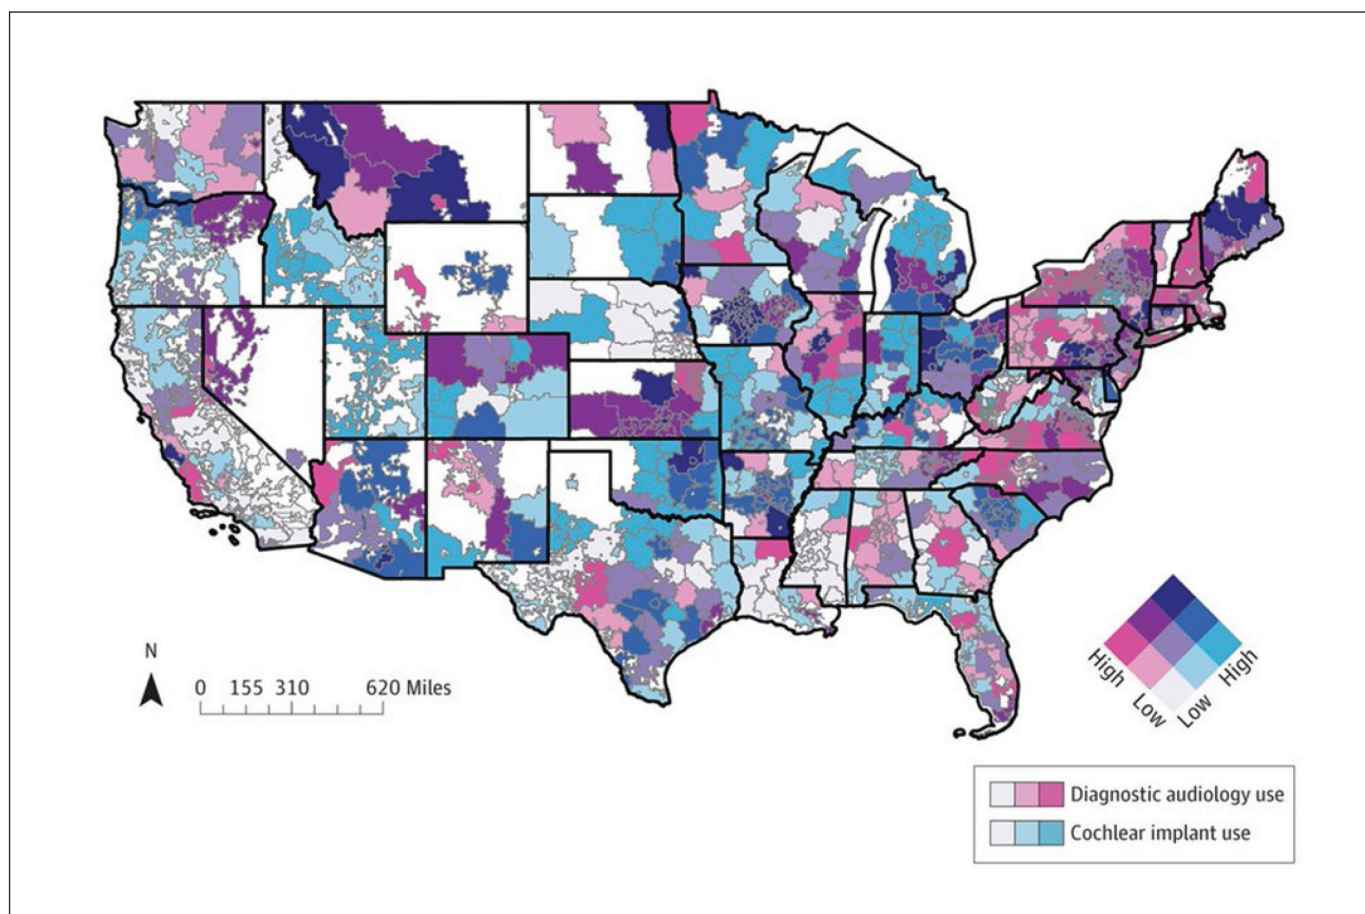 N
0 155 310 620 Miles
High Low Low High
Diagnostic audiology use
Cochlear implant use